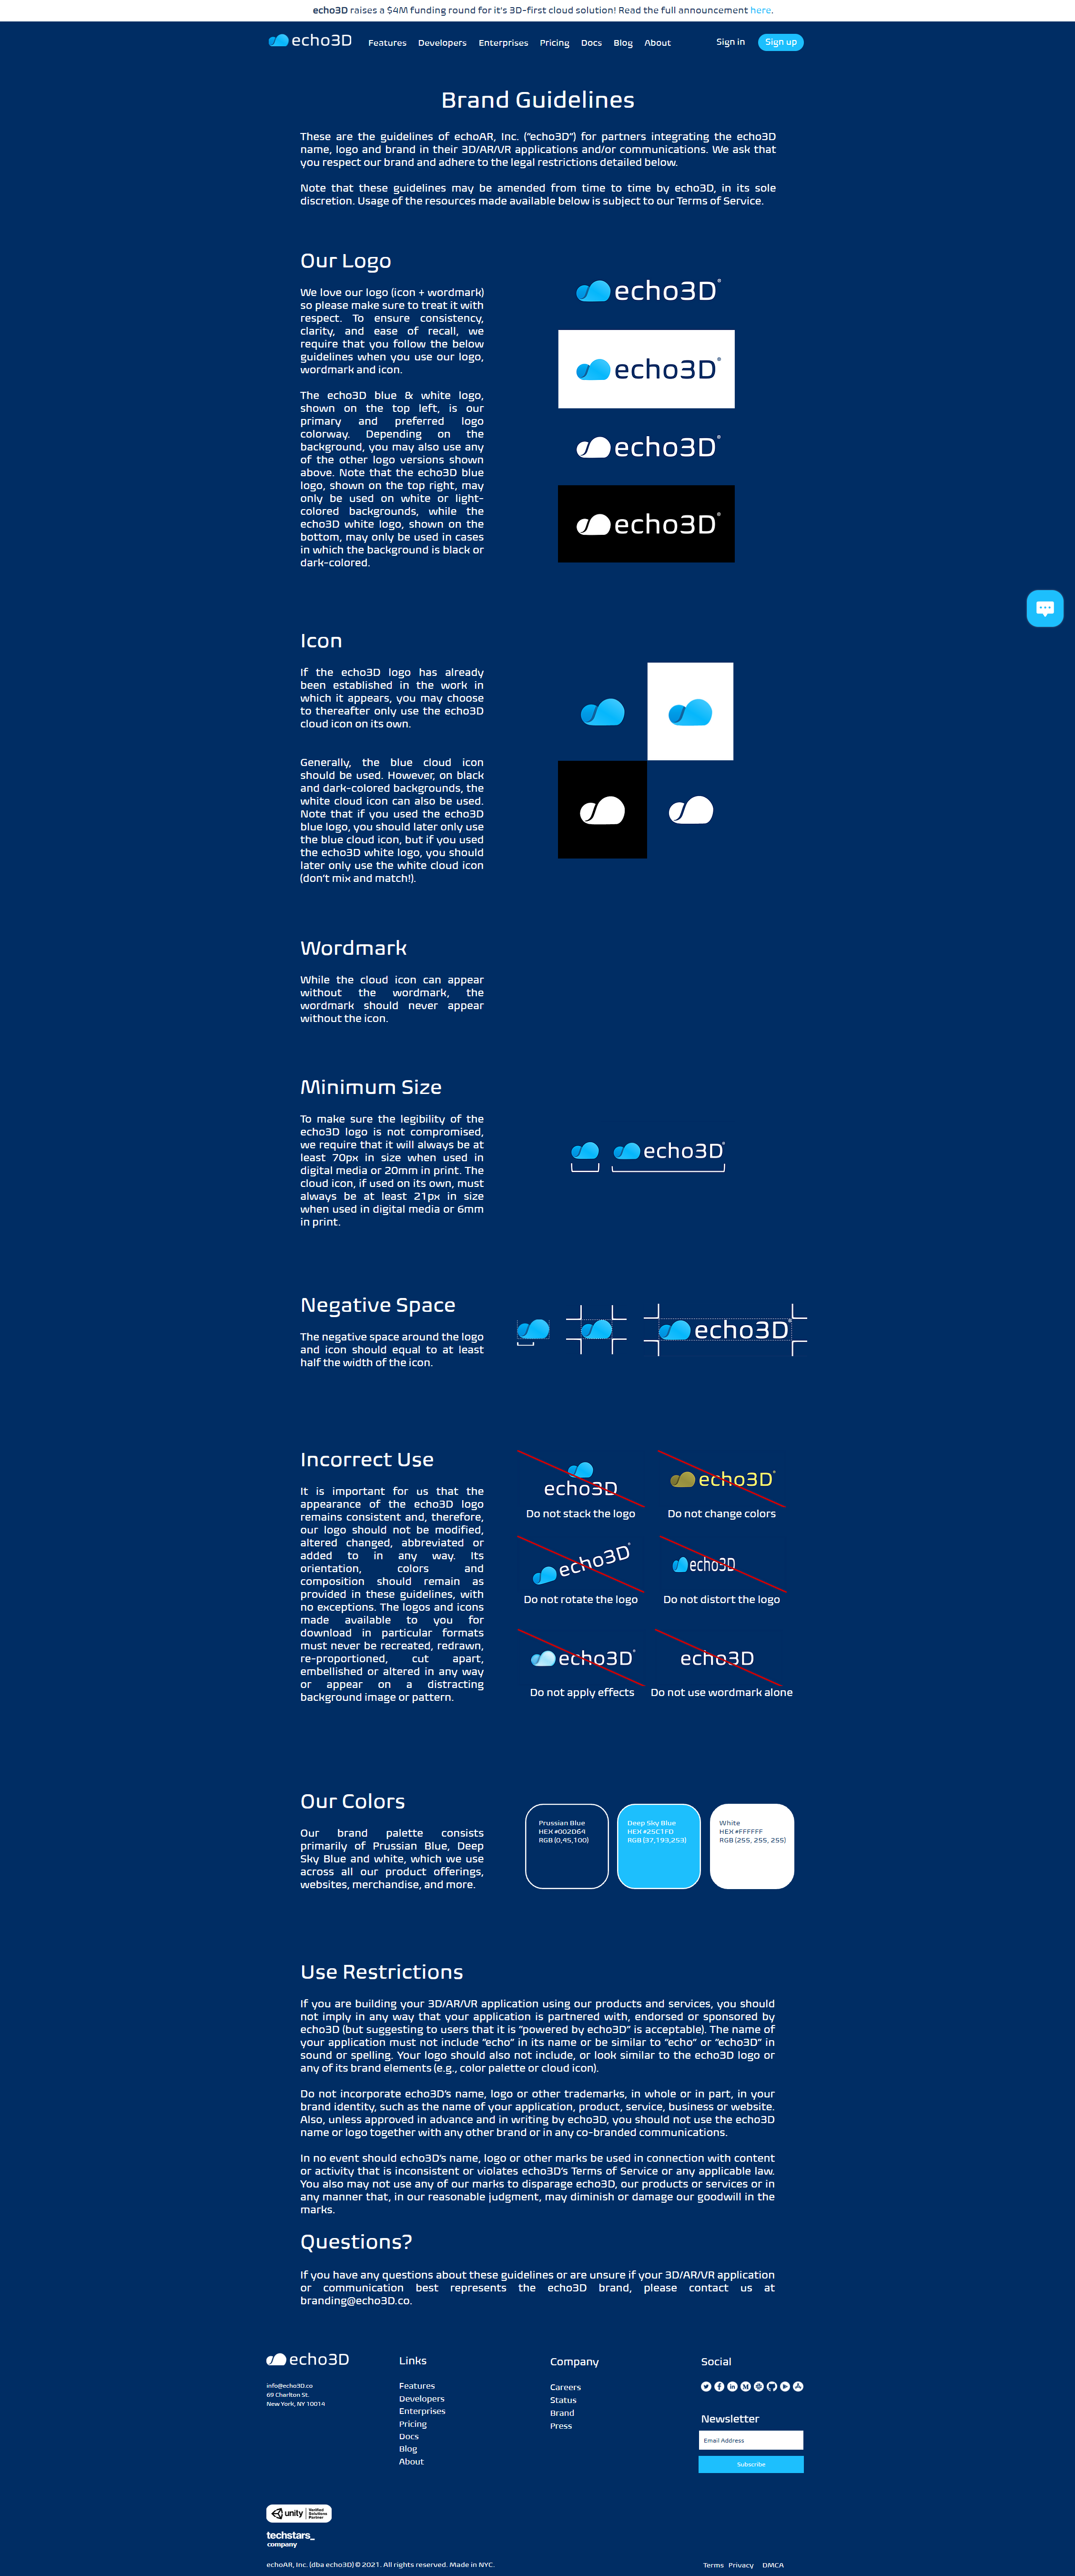 echo3D raises a $4M funding round for it's 3D-first cloud solution! Read the full announcement here.
echo3D Features Developers Enterprises Pricing Docs Blog About Sign in Sign up
Brand Guidelines
These are the guidelines of echoAR, Inc. ("echo3D") for partners integrating the echo3D
name, logo and brand in their 3D/AR/VR applications and/or communications. We ask that
you respect our brand and adhere to the legal restrictions detailed below.
Note that these guidelines may be amended from time to time by echo3D, in its sole
discretion. Usage of the resources made available below is subject to our Terms of Service.
Our Logo
We love our logo (icon + wordmark)
so please make sure to treat it with
respect. To ensure consistency,
clarity, and ease of recall, we
require that you follow the below
guidelines when you use our logo,
wordmark and icon.
The echo3D blue & white logo,
shown on the top left, is our
primary and preferred logo
colorway. Depending on the
background, you may also use any
of the other logo versions shown
above. Note that the echo3D blue
logo, shown on the top right, may
only be used on white or light-
colored backgrounds, while the
echo3D white logo, shown on the
bottom, may only be used in cases
in which the background is black or
dark-colored.
echo3D®
echo3D®
echo3D®
echo3D®
Icon
If the echo3D logo has already
been established in the work in
which it appears, you may choose
to thereafter only use the echo3D
cloud icon on its own.
Generally, the blue cloud icon
should be used. However, on black
and dark-colored backgrounds, the
white cloud icon can also be used.
Note that if you used the echo3D
blue logo, you should later only use
the blue cloud icon, but if you used
the echo3D white logo, you should
later only use the white cloud icon
(don't mix and match!).
Wordmark
While the cloud icon can appear
without the wordmark, the
wordmark should never appear
without the icon.
Minimum Size
To make sure the legibility of the
echo3D logo is not compromised,
we require that it will always be at
least 70px in size when used in
digital media or 20mm in print. The
cloud icon, if used on its own, must
always be at least 21px in size
when used in digital media or 6mm
in print.
echo3D®
Negative Space
The negative space around the logo
and icon should equal to at least
half the width of the icon.
echo3D®
Incorrect Use
It is important for us that the
appearance of the echo3D logo
remains consistent and, therefore,
our logo should not be modified,
altered changed, abbreviated or
added to in any way. Its
orientation, colors and
composition should remain as
provided in these guidelines, with
no exceptions. The logos and icons
made available to you for
download in particular formats
must never be recreated, redrawn,
re-proportioned, cut apart,
embellished or altered in any way
or appear on a distracting
background image or pattern.
echo3D
Do not stack the logo
echo3D®
Do not change colors
echo3D®
Do not rotate the logo
echo3D
Do not distort the logo
echo3D®
Do not apply effects
echo3D
Do not use wordmark alone
Our Colors
Our brand palette consists
primarily of Prussian Blue, Deep
Sky Blue and white, which we use
across all our product offerings,
websites, merchandise, and more.
Prussian Blue
HEX #002D64
RGB (0,45,100)
Deep Sky Blue
HEX #25C1FD
RGB (37,193,253)
White
HEX #FFFFFF
RGB (255, 255, 255)
Use Restrictions
If you are building your 3D/AR/VR application using our products and services, you should
not imply in any way that your application is partnered with, endorsed or sponsored by
echo3D (but suggesting to users that it is "powered by echo3D" is acceptable). The name of
your application must not include "echo" in its name or be similar to "echo" or "echo3D" in
sound or spelling. Your logo should also not include, or look similar to the echo3D logo or
any of its brand elements (e.g., color palette or cloud icon).
Do not incorporate echo3D's name, logo or other trademarks, in whole or in part, in your
brand identity, such as the name of your application, product, service, business or website.
Also, unless approved in advance and in writing by echo3D, you should not use the echo3D
name or logo together with any other brand or in any co-branded communications.
In no event should echo3D's name, logo or other marks be used in connection with content
or activity that is inconsistent or violates echo3D's Terms of Service or any applicable law.
You also may not use any of our marks to disparage echo3D, our products or services or in
any manner that, in our reasonable judgment, may diminish or damage our goodwill in the
marks.
Questions?
If you have any questions about these guidelines or are unsure if your 3D/AR/VR application
or communication best represents the echo3D brand, please contact us at
branding@echo3D.co.
echo3D
info@echo3D.co
69 Charlton St.
New York, NY 10014
Links
Features
Developers
Enterprises
Pricing
Docs
Blog
About
Company
Careers
Status
Brand
Press
Social
Newsletter
Email Address
Subscribe
unity Verified Solutions Partner
techstars_
company
echoAR, Inc. (dba echo3D) © 2021. All rights reserved. Made in NYC.
Terms Privacy DMCA